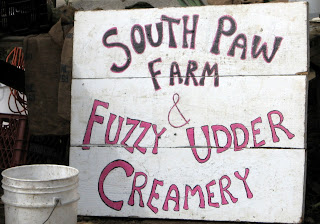 SOUTH PAW
FARM
&
FUZZY UDDER
CREAMERY